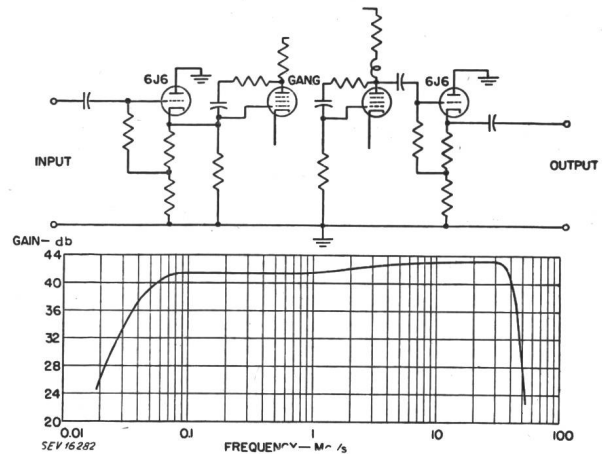 6J6
GANG
6J6
INPUT
OUTPUT
GAIN— db
44
40
36
32
28
24
20
0.01
0.1
1
10
100
SEV 16282
FREQUENCY—